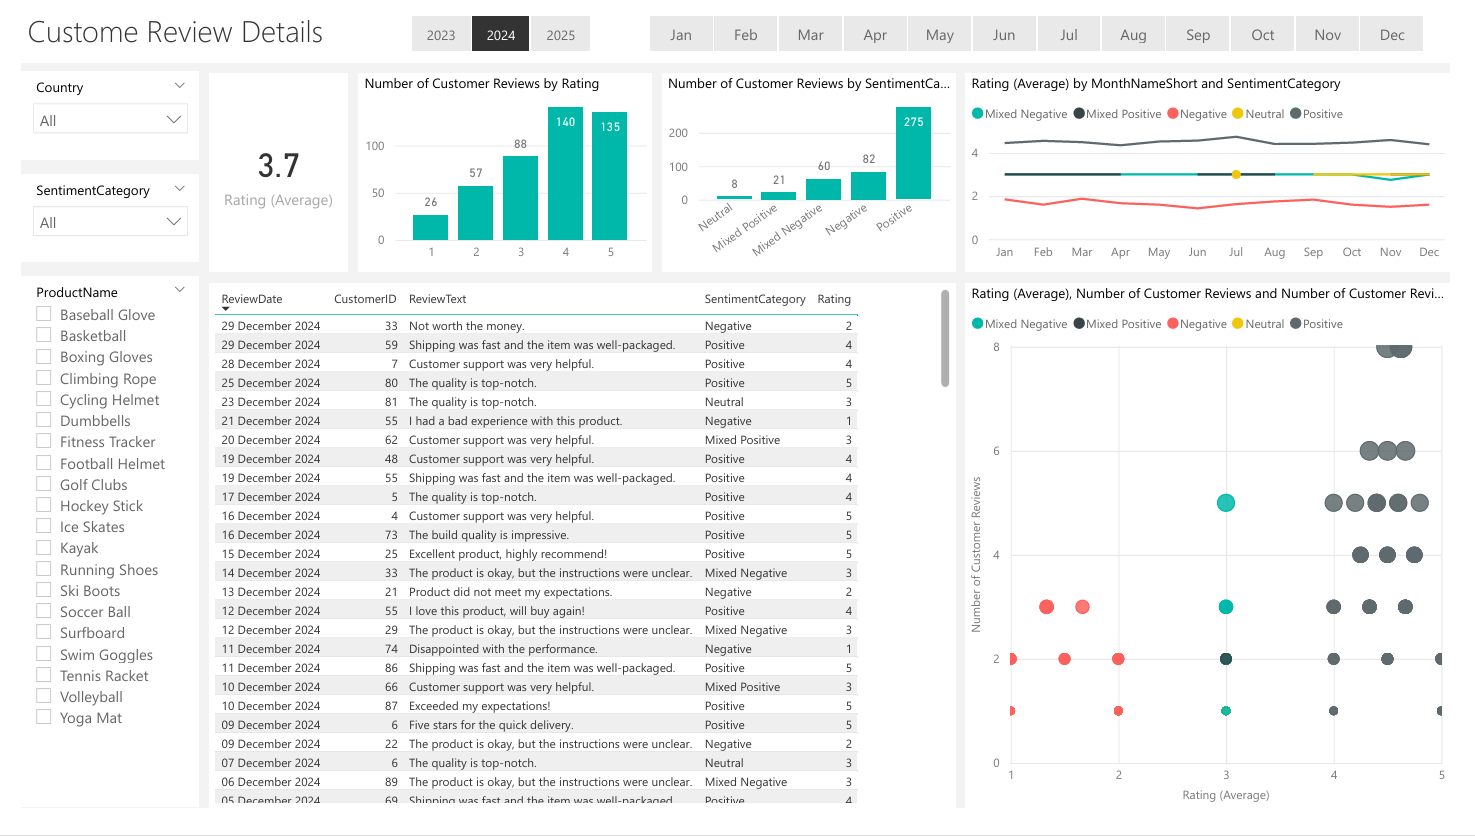 Custome Review Details
2023 2024 2025
Jan Feb Mar Apr May Jun Jul Aug Sep Oct Nov Dec
Country
All
SentimentCategory
All
ProductName
Baseball Glove
Basketball
Boxing Gloves
Climbing Rope
Cycling Helmet
Dumbbells
Fitness Tracker
Football Helmet
Golf Clubs
Hockey Stick
Ice Skates
Kayak
Running Shoes
Ski Boots
Soccer Ball
Surfboard
Swim Goggles
Tennis Racket
Volleyball
Yoga Mat
3.7
Rating (Average)
Number of Customer Reviews by Rating
100
50
0
26 57 88 140 135
1 2 3 4 5
Number of Customer Reviews by SentimentCa...
200
100
0
8 21 60 82 275
Neutral Mixed Positive Mixed Negative Negative Positive
Rating (Average) by MonthNameShort and SentimentCategory
Mixed Negative Mixed Positive Negative Neutral Positive
4
2
0
Jan Feb Mar Apr May Jun Jul Aug Sep Oct Nov Dec
ReviewDate CustomerID ReviewText SentimentCategory Rating
29 December 2024 33 Not worth the money. Negative 2
29 December 2024 59 Shipping was fast and the item was well-packaged. Positive 4
28 December 2024 7 Customer support was very helpful. Positive 4
25 December 2024 80 The quality is top-notch. Positive 5
23 December 2024 81 The quality is top-notch. Neutral 3
21 December 2024 55 I had a bad experience with this product. Negative 1
20 December 2024 62 Customer support was very helpful. Mixed Positive 3
19 December 2024 48 Customer support was very helpful. Positive 4
19 December 2024 55 Shipping was fast and the item was well-packaged. Positive 4
17 December 2024 5 The quality is top-notch. Positive 4
16 December 2024 4 Customer support was very helpful. Positive 5
16 December 2024 73 The build quality is impressive. Positive 5
15 December 2024 25 Excellent product, highly recommend! Positive 5
14 December 2024 33 The product is okay, but the instructions were unclear. Mixed Negative 3
13 December 2024 21 Product did not meet my expectations. Negative 2
12 December 2024 55 I love this product, will buy again! Positive 4
12 December 2024 29 The product is okay, but the instructions were unclear. Mixed Negative 3
11 December 2024 74 Disappointed with the performance. Negative 1
11 December 2024 86 Shipping was fast and the item was well-packaged. Positive 5
10 December 2024 66 Customer support was very helpful. Mixed Positive 3
10 December 2024 87 Exceeded my expectations! Positive 5
09 December 2024 6 Five stars for the quick delivery. Positive 5
09 December 2024 22 The product is okay, but the instructions were unclear. Negative 2
07 December 2024 6 The quality is top-notch. Neutral 3
06 December 2024 89 The product is okay, but the instructions were unclear. Mixed Negative 3
05 December 2024 69 Shipping was fast and the item was well-packaged. Positive 4
Rating (Average), Number of Customer Reviews and Number of Customer Revi...
Mixed Negative Mixed Positive Negative Neutral Positive
8
6
4
2
0
Number of Customer Reviews
1 2 3 4 5
Rating (Average)